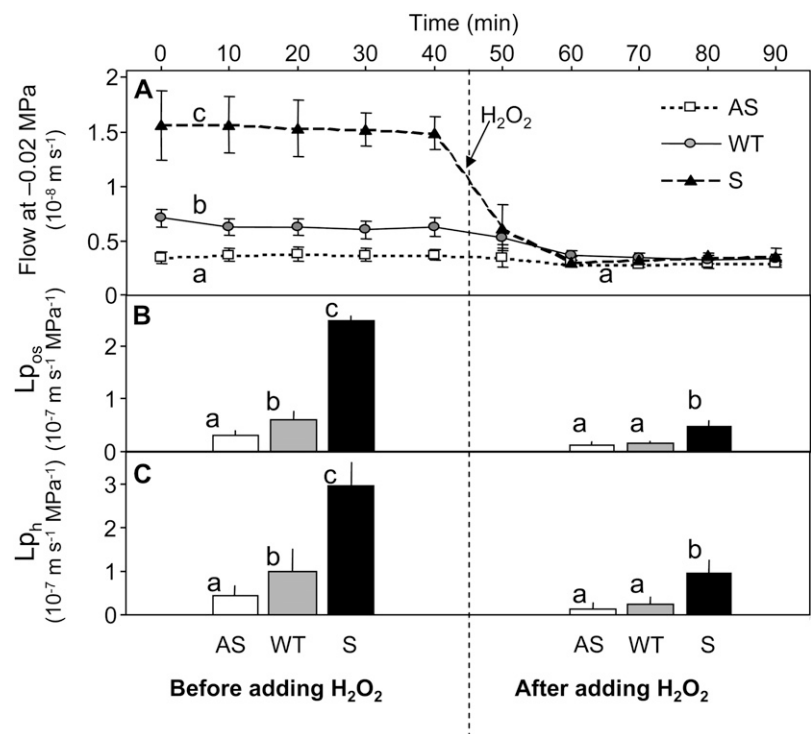 Time (min)
0 10 20 30 40 50 60 70 80 90
A
2
1.5
1
0.5
0
Flow at –0.02 MPa
(10⁻⁸ m s⁻¹)
c
b
a
a
H₂O₂
AS
WT
S
B
2
1
0
Lp_os
(10⁻⁷ m s⁻¹ MPa⁻¹)
a b c
a a b
C
3
2
1
0
Lp_h
(10⁻⁷ m s⁻¹ MPa⁻¹)
a b c
a a b
AS WT S AS WT S
Before adding H₂O₂ After adding H₂O₂